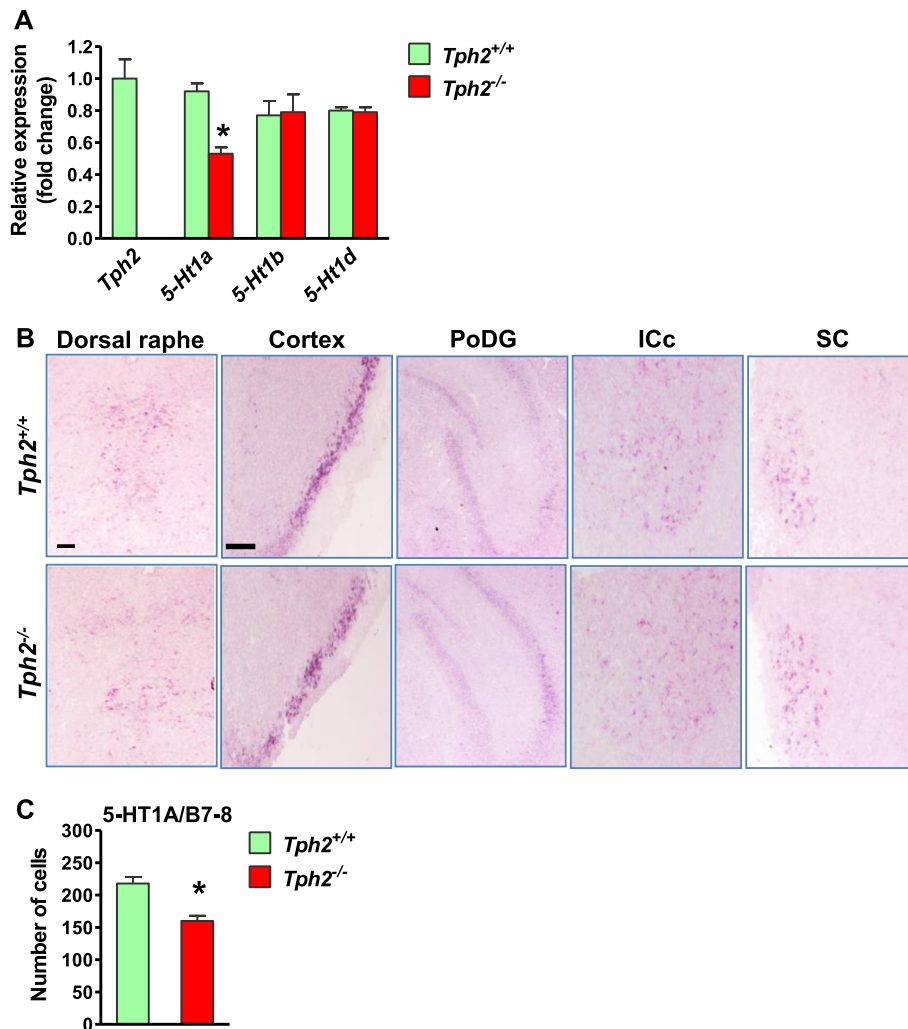 A
Relative expression
(fold change)
1.2
1.0
0.8
0.6
0.4
0.2
0.0
*
Tph2
5-Ht1a
5-Ht1b
5-Ht1d
Tph2+/+
Tph2-/-
B
Dorsal raphe
Cortex
PoDG
ICc
SC
Tph2+/+
Tph2-/-
C
5-HT1A/B7-8
Number of cells
300
250
200
150
100
50
0
*
Tph2+/+
Tph2-/-